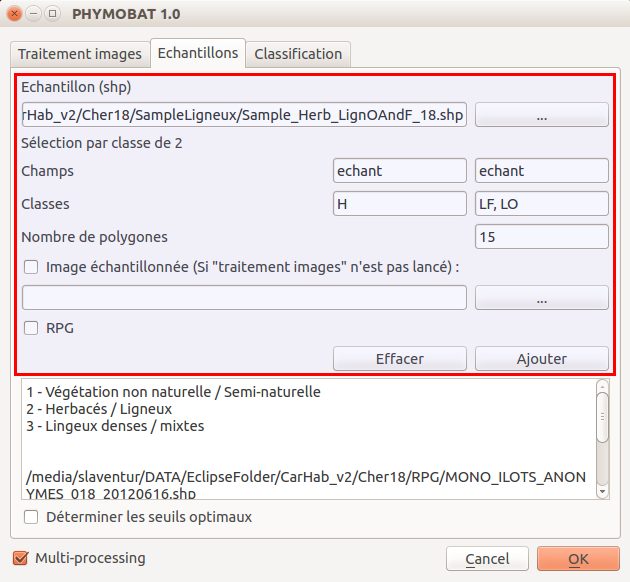 PHYMOBAT 1.0
Traitement images
Echantillons
Classification
Echantillon (shp)
rHab_v2/Cher18/SampleLigneux/Sample_Herb_LignOAndF_18.shp
...
Sélection par classe de 2
Champs
echant
echant
Classes
H
LF, LO
Nombre de polygones
15
Image échantillonnée (Si "traitement images" n'est pas lancé) :
...
RPG
Effacer
Ajouter
1 - Végétation non naturelle / Semi-naturelle
2 - Herbacés / Ligneux
3 - Lingeux denses / mixtes
/media/slaventur/DATA/EclipseFolder/CarHab_v2/Cher18/RPG/MONO_ILOTS_ANON
YMES_018_20120616.shp
Déterminer les seuils optimaux
Multi-processing
Cancel
OK